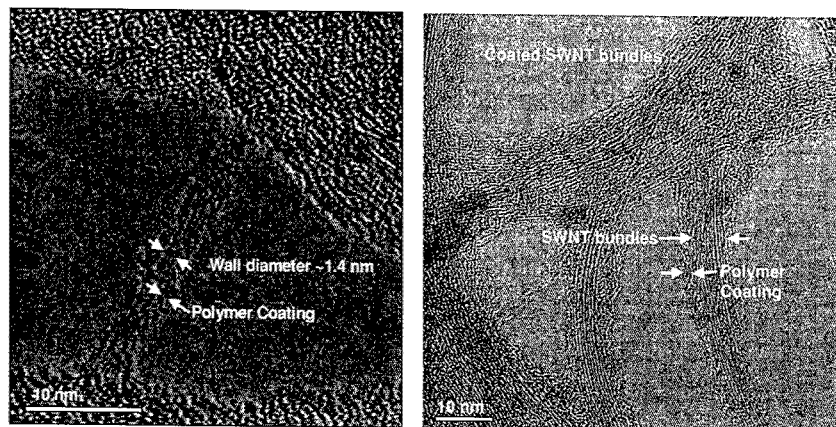 Wall diameter ~1.4 nm
Polymer Coating
10 nm
Coated SWNT bundles
SWNT bundles
Polymer
Coating
10 nm